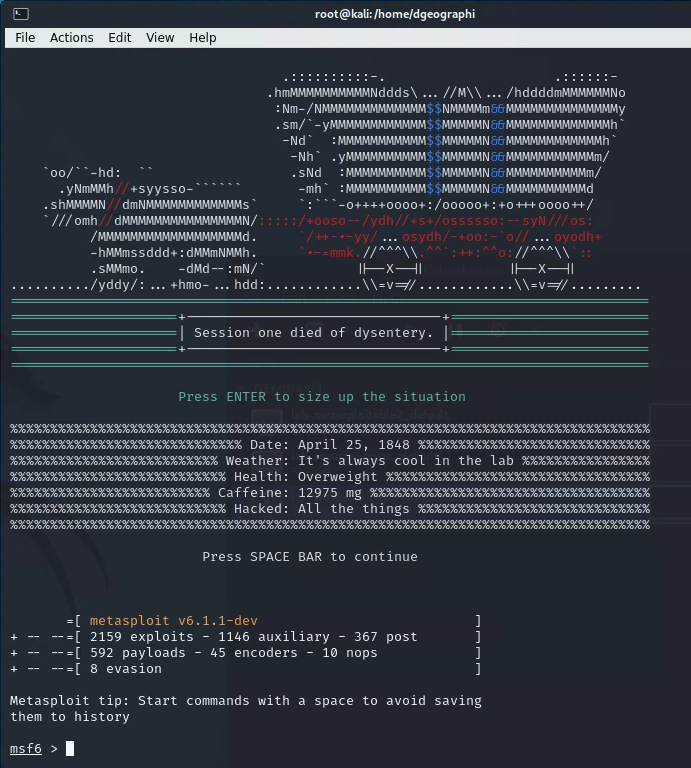 root@kali: /home/dgeographi
File Actions Edit View Help
Session one died of dysentery.
Press ENTER to size up the situation
%%%%%%%%%%%%%%%%%%%%%%%%%%%%%%%%%%%%%%%%%%%%%%%%%%%%%%%%%%%%%%%%%%%%%%%%%%%%%%%%%%
%%%%%%%%%%%%%%%%%%%%%%%%%%%%% Date: April 25, 1848 %%%%%%%%%%%%%%%%%%%%%%%%%%%%%
%%%%%%%%%%%%%%%%%%%%%%%%%% Weather: It's always cool in the lab %%%%%%%%%%%%%%%%
%%%%%%%%%%%%%%%%%%%%%%%%%%% Health: Overweight %%%%%%%%%%%%%%%%%%%%%%%%%%%%%%%%%
%%%%%%%%%%%%%%%%%%%%%%%%% Caffeine: 12975 mg %%%%%%%%%%%%%%%%%%%%%%%%%%%%%%%%%%%
%%%%%%%%%%%%%%%%%%%%%%%%%%% Hacked: All the things %%%%%%%%%%%%%%%%%%%%%%%%%%%%%
%%%%%%%%%%%%%%%%%%%%%%%%%%%%%%%%%%%%%%%%%%%%%%%%%%%%%%%%%%%%%%%%%%%%%%%%%%%%%%%%%%
Press SPACE BAR to continue
=[ metasploit v6.1.1-dev ]
+ -- --=[ 2159 exploits - 1146 auxiliary - 367 post ]
+ -- --=[ 592 payloads - 45 encoders - 10 nops ]
+ -- --=[ 8 evasion ]
Metasploit tip: Start commands with a space to avoid saving
them to history
msf6 >